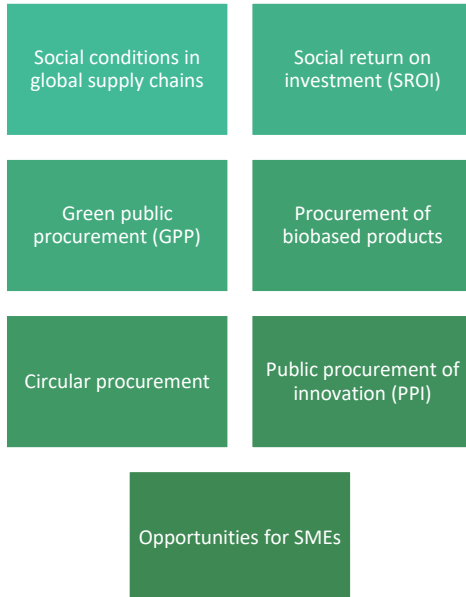 Social conditions in
global supply chains
Social return on
investment (SROI)
Green public
procurement (GPP)
Procurement of
biobased products
Circular procurement
Public procurement of
innovation (PPI)
Opportunities for SMEs